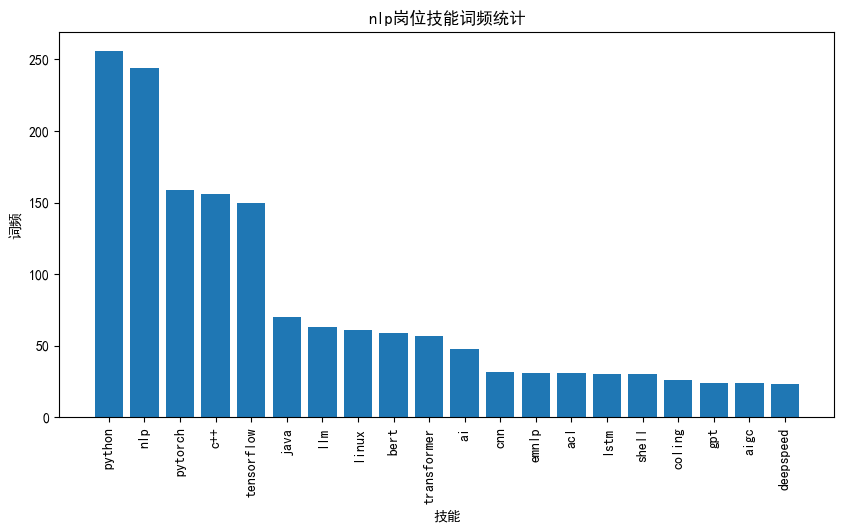 nlp岗位技能词频统计
词频
250
200
150
100
50
0
python
nlp
pytorch
c++
tensorflow
java
llm
linux
bert
transformer
ai
cnn
emnlp
acl
lstm
shell
coling
gpt
aigc
deepspeed
技能